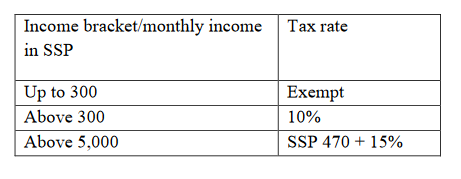 Income bracket/monthly income Tax rate
in SSP
Up to 300 Exempt
Above 300 10%
Above 5,000 SSP 470 + 15%